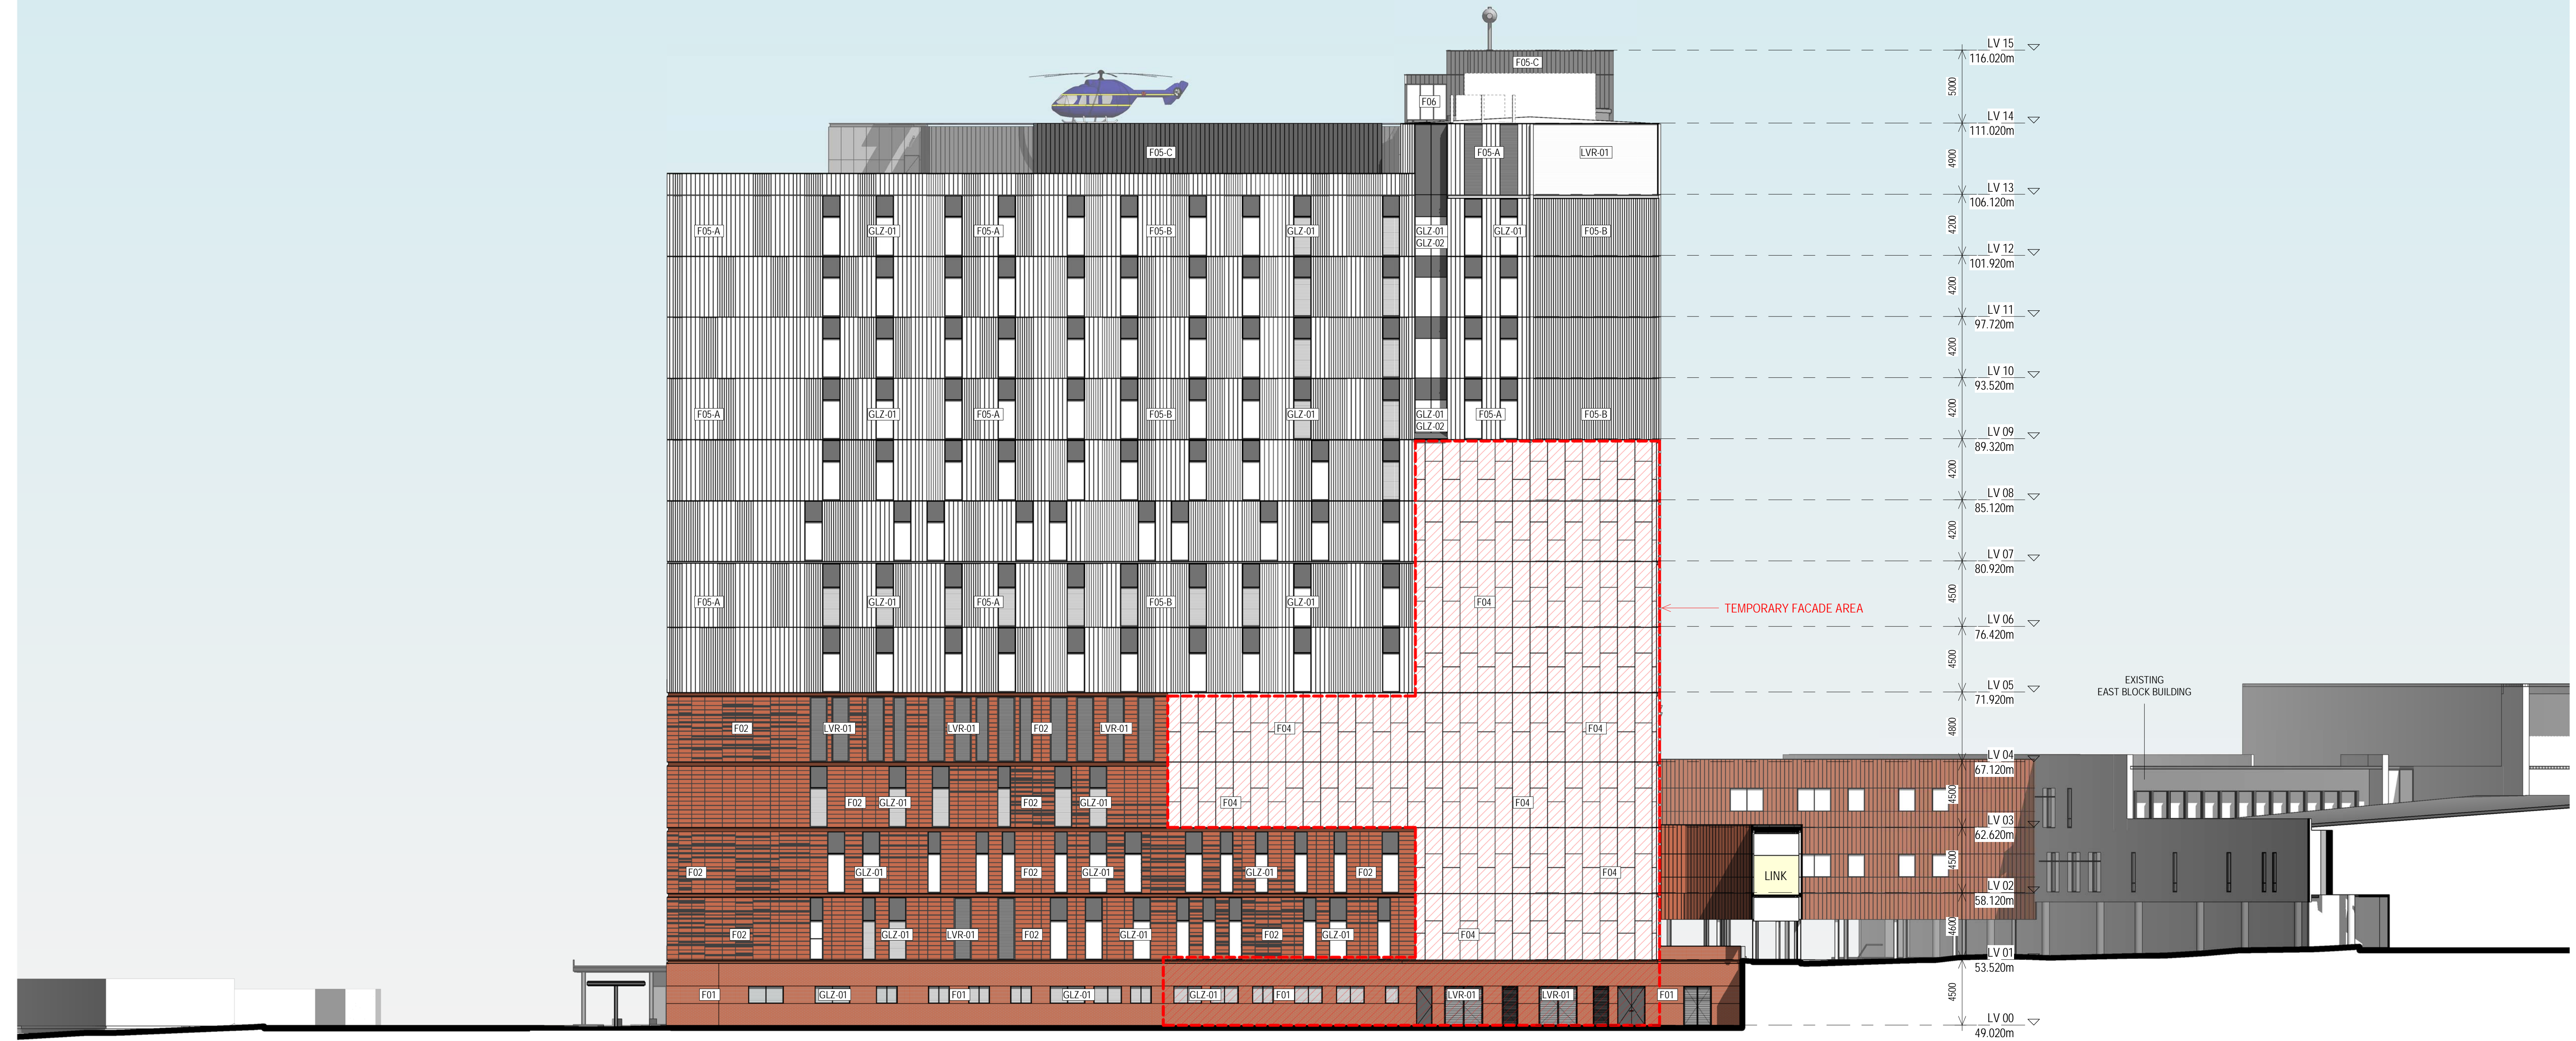 LV 15
116.020m
F05-C
5000
F06
LV 14
111.020m
F05-C
F05-A
LVR-01
4900
LV 13
106.120m
F05-A
GLZ-01
F05-A
F05-B
GLZ-01
GLZ-01
GLZ-02
GLZ-01
F05-B
4200
LV 12
101.920m
4200
LV 11
97.720m
4200
LV 10
93.520m
F05-A
GLZ-01
F05-A
F05-B
GLZ-01
GLZ-01
GLZ-02
F05-A
F05-B
4200
LV 09
89.320m
4200
LV 08
85.120m
4200
LV 07
80.920m
F05-A
GLZ-01
F05-A
F05-B
GLZ-01
F04
4500
TEMPORARY FACADE AREA
LV 06
76.420m
4500
LV 05
71.920m
EXISTING
EAST BLOCK BUILDING
F02
LVR-01
LVR-01
F02
LVR-01
F04
F04
4800
LV 04
67.120m
F02
GLZ-01
F02
GLZ-01
F04
F04
4500
LV 03
62.620m
F02
GLZ-01
F02
GLZ-01
GLZ-01
F02
F04
LINK
4500
LV 02
58.120m
F02
GLZ-01
LVR-01
F02
GLZ-01
F02
GLZ-01
F04
4600
LV 01
53.520m
F01
GLZ-01
F01
GLZ-01
GLZ-01
F01
LVR-01
LVR-01
F01
4500
LV 00
49.020m